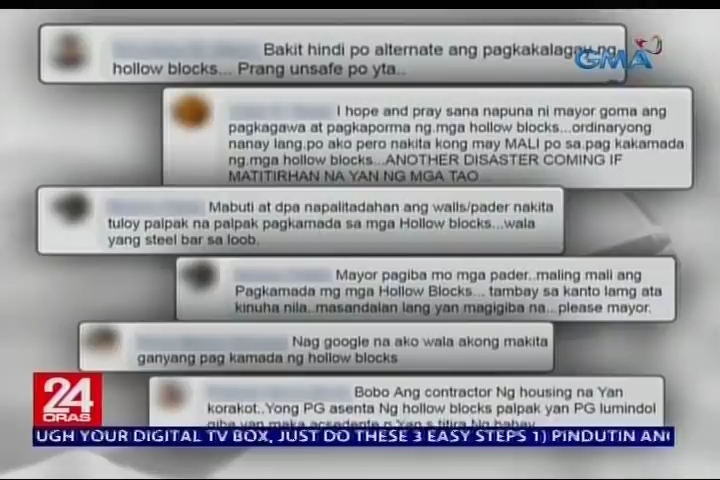 Bakit hindi po alternate ang pagkakalagay ng
hollow blocks... Prang unsafe po yta..
GMA
I hope and pray sana napuna ni mayor goma ang
pagkagawa at pagkaporma ng.mga hollow blocks...ordinaryong
nanay lang.po ako pero nakita kong may MALI po sa.pag kakamada
ng.mga hollow blocks...ANOTHER DISASTER COMING IF
MATITIRHAN NA YAN NG MGA TAO
Mabuti at dpa napalitadahan ang walls/pader nakita
tuloy palpak na palpak pagkamada sa mga Hollow blocks...wala
yang steel bar sa loob.
Mayor pagiba mo mga pader..maling mali ang
Pagkamada mg mga Hollow Blocks... tambay sa kanto lamg ata
kinuha nila..masandalan lang yan magigiba na...please mayor.
Nag google na ako wala akong makita
ganyang pag kamada ng hollow blocks
Bobo Ang contractor Ng housing na Yan
korakot..Yong PG asenta Ng hollow blocks palpak yan PG lumindol
24
ORAS
UGH YOUR DIGITAL TV BOX, JUST DO THESE 3 EASY STEPS 1) PINDUTIN